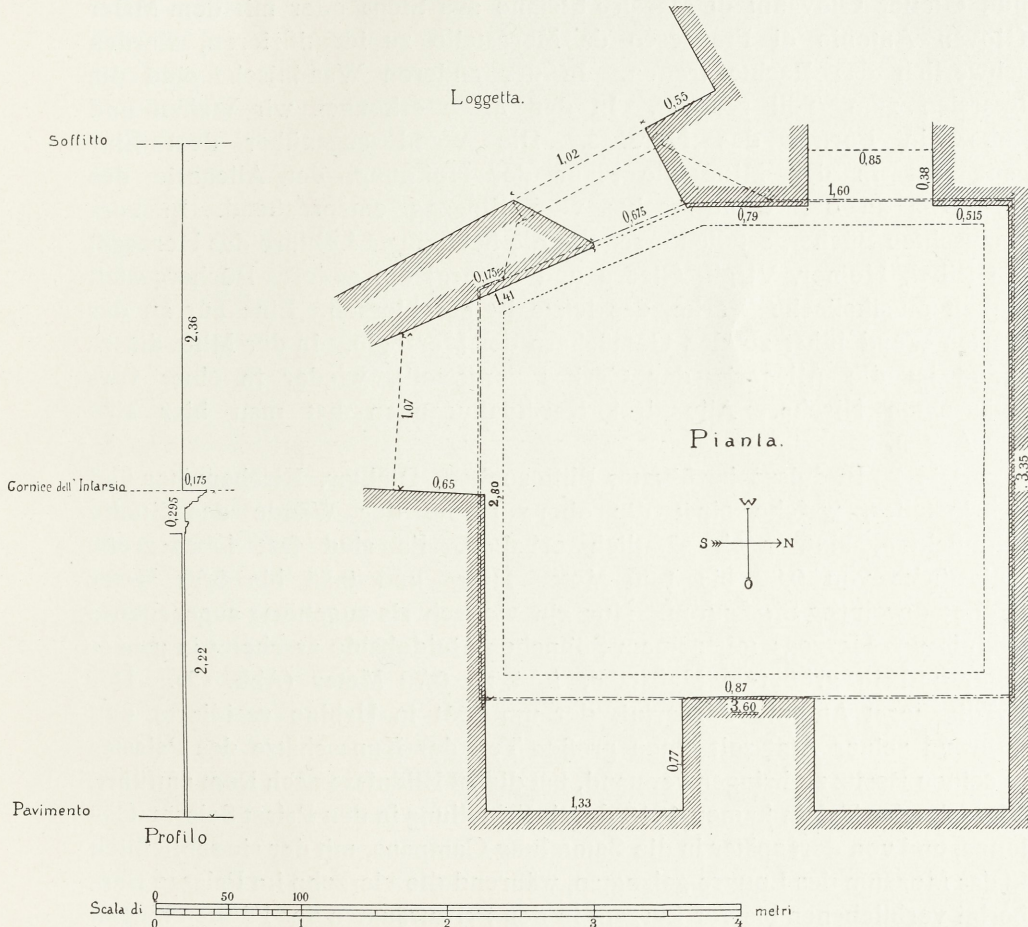 Loggetta.
0,55
Soffitto
1,02
0,85
0,38
1,60
0,675
0,79
0,515
0,175
1,41
2,36
1,07
Pianta.
3,35
0,175
Cornice dell' Intarsio
0,65
2,80
0,295
W
S N
O
2,22
0,87
3,60
0,77
1,33
Pavimento
Profilo
0 50 100
Scala di metri
0 1 2 3 4